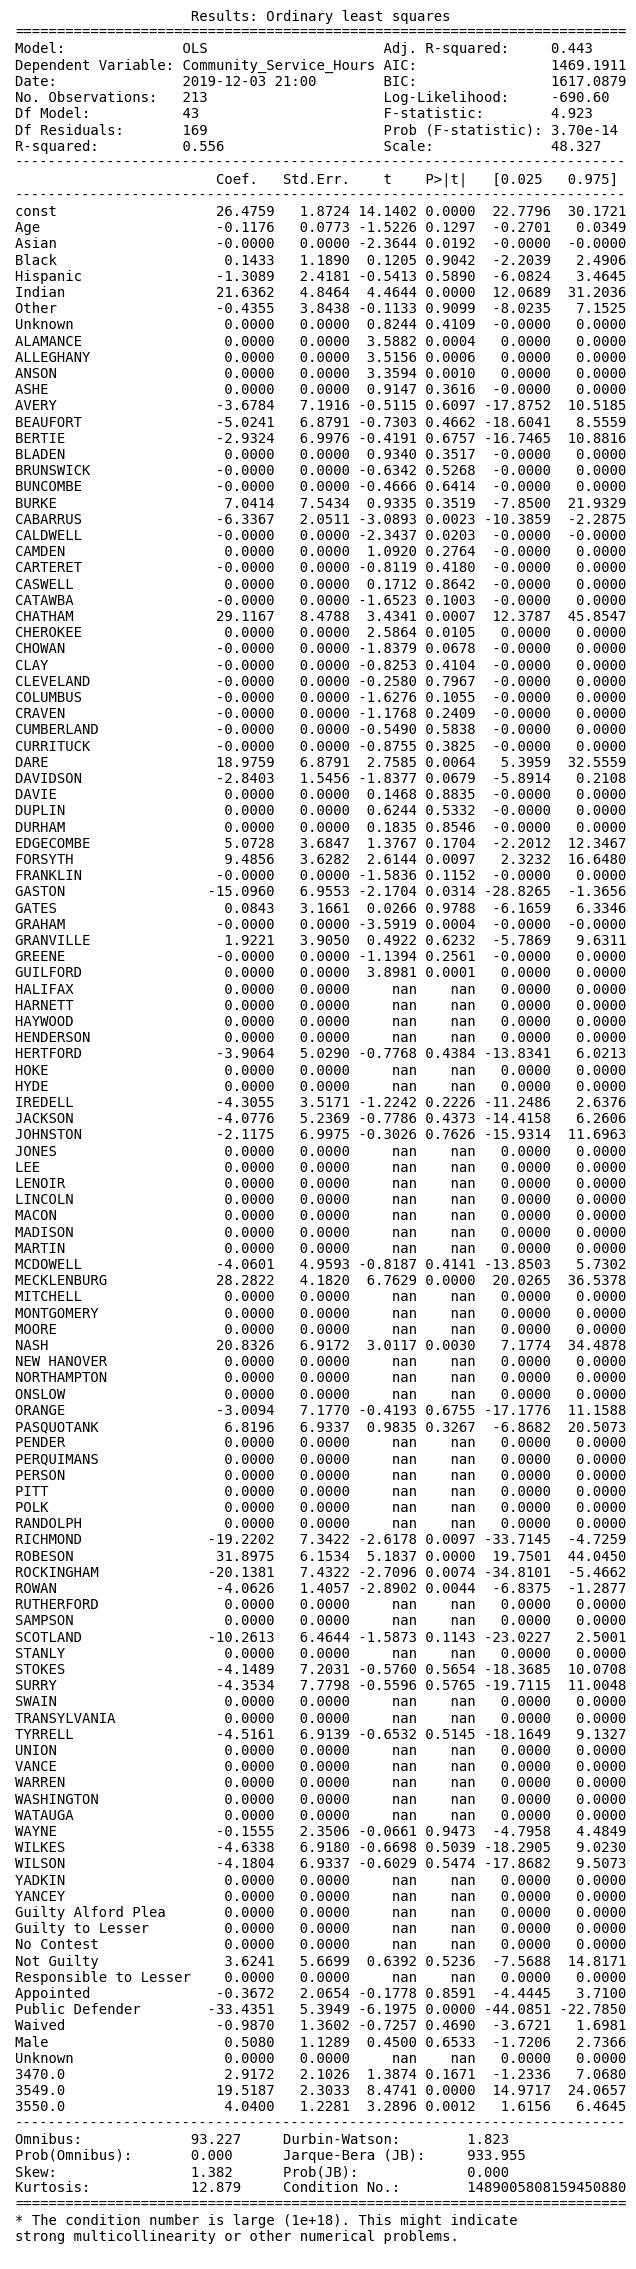 Results: Ordinary least squares
==========================================================================
Model:              OLS                     Adj. R-squared:     0.443
Dependent Variable: Community_Service_Hours AIC:                1469.1911
Date:               2019-12-03 21:00        BIC:                1617.0879
No. Observations:   213                     Log-Likelihood:     -690.60
Df Model:           43                      F-statistic:        4.923
Df Residuals:       169                     Prob (F-statistic): 3.70e-14
R-squared:          0.556                   Scale:              48.327
--------------------------------------------------------------------------
Coef.   Std.Err.    t    P>|t|   [0.025   0.975]
--------------------------------------------------------------------------
const 26.4759 1.8724 14.1402 0.0000 22.7796 30.1721
Age -0.1176 0.0773 -1.5226 0.1297 -0.2701 0.0349
Asian -0.0000 0.0000 -2.3644 0.0192 -0.0000 -0.0000
Black 0.1433 1.1890 0.1205 0.9042 -2.2039 2.4906
Hispanic -1.3089 2.4181 -0.5413 0.5890 -6.0824 3.4645
Indian 21.6362 4.8464 4.4644 0.0000 12.0689 31.2036
Other -0.4355 3.8438 -0.1133 0.9099 -8.0235 7.1525
Unknown 0.0000 0.0000 0.8244 0.4109 -0.0000 0.0000
ALAMANCE 0.0000 0.0000 3.5882 0.0004 0.0000 0.0000
ALLEGHANY 0.0000 0.0000 3.5156 0.0006 0.0000 0.0000
ANSON 0.0000 0.0000 3.3594 0.0010 0.0000 0.0000
ASHE 0.0000 0.0000 0.9147 0.3616 -0.0000 0.0000
AVERY -3.6784 7.1916 -0.5115 0.6097 -17.8752 10.5185
BEAUFORT -5.0241 6.8791 -0.7303 0.4662 -18.6041 8.5559
BERTIE -2.9324 6.9976 -0.4191 0.6757 -16.7465 10.8816
BLADEN 0.0000 0.0000 0.9340 0.3517 -0.0000 0.0000
BRUNSWICK -0.0000 0.0000 -0.6342 0.5268 -0.0000 0.0000
BUNCOMBE -0.0000 0.0000 -0.4666 0.6414 -0.0000 0.0000
BURKE 7.0414 7.5434 0.9335 0.3519 -7.8500 21.9329
CABARRUS -6.3367 2.0511 -3.0893 0.0023 -10.3859 -2.2875
CALDWELL -0.0000 0.0000 -2.3437 0.0203 -0.0000 -0.0000
CAMDEN 0.0000 0.0000 1.0920 0.2764 -0.0000 0.0000
CARTERET -0.0000 0.0000 -0.8119 0.4180 -0.0000 0.0000
CASWELL 0.0000 0.0000 0.1712 0.8642 -0.0000 0.0000
CATAWBA -0.0000 0.0000 -1.6523 0.1003 -0.0000 0.0000
CHATHAM 29.1167 8.4788 3.4341 0.0007 12.3787 45.8547
CHEROKEE 0.0000 0.0000 2.5864 0.0105 0.0000 0.0000
CHOWAN -0.0000 0.0000 -1.8379 0.0678 -0.0000 0.0000
CLAY -0.0000 0.0000 -0.8253 0.4104 -0.0000 0.0000
CLEVELAND -0.0000 0.0000 -0.2580 0.7967 -0.0000 0.0000
COLUMBUS -0.0000 0.0000 -1.6276 0.1055 -0.0000 0.0000
CRAVEN -0.0000 0.0000 -1.1768 0.2409 -0.0000 0.0000
CUMBERLAND -0.0000 0.0000 -0.5490 0.5838 -0.0000 0.0000
CURRITUCK -0.0000 0.0000 -0.8755 0.3825 -0.0000 0.0000
DARE 18.9759 6.8791 2.7585 0.0064 5.3959 32.5559
DAVIDSON -2.8403 1.5456 -1.8377 0.0679 -5.8914 0.2108
DAVIE 0.0000 0.0000 0.1468 0.8835 -0.0000 0.0000
DUPLIN 0.0000 0.0000 0.6244 0.5332 -0.0000 0.0000
DURHAM 0.0000 0.0000 0.1835 0.8546 -0.0000 0.0000
EDGECOMBE 5.0728 3.6847 1.3767 0.1704 -2.2012 12.3467
FORSYTH 9.4856 3.6282 2.6144 0.0097 2.3232 16.6480
FRANKLIN -0.0000 0.0000 -1.5836 0.1152 -0.0000 0.0000
GASTON -15.0960 6.9553 -2.1704 0.0314 -28.8265 -1.3656
GATES 0.0843 3.1661 0.0266 0.9788 -6.1659 6.3346
GRAHAM -0.0000 0.0000 -3.5919 0.0004 -0.0000 -0.0000
GRANVILLE 1.9221 3.9050 0.4922 0.6232 -5.7869 9.6311
GREENE -0.0000 0.0000 -1.1394 0.2561 -0.0000 0.0000
GUILFORD 0.0000 0.0000 3.8981 0.0001 0.0000 0.0000
HALIFAX 0.0000 0.0000 nan nan 0.0000 0.0000
HARNETT 0.0000 0.0000 nan nan 0.0000 0.0000
HAYWOOD 0.0000 0.0000 nan nan 0.0000 0.0000
HENDERSON 0.0000 0.0000 nan nan 0.0000 0.0000
HERTFORD -3.9064 5.0290 -0.7768 0.4384 -13.8341 6.0213
HOKE 0.0000 0.0000 nan nan 0.0000 0.0000
HYDE 0.0000 0.0000 nan nan 0.0000 0.0000
IREDELL -4.3055 3.5171 -1.2242 0.2226 -11.2486 2.6376
JACKSON -4.0776 5.2369 -0.7786 0.4373 -14.4158 6.2606
JOHNSTON -2.1175 6.9975 -0.3026 0.7626 -15.9314 11.6963
JONES 0.0000 0.0000 nan nan 0.0000 0.0000
LEE 0.0000 0.0000 nan nan 0.0000 0.0000
LENOIR 0.0000 0.0000 nan nan 0.0000 0.0000
LINCOLN 0.0000 0.0000 nan nan 0.0000 0.0000
MACON 0.0000 0.0000 nan nan 0.0000 0.0000
MADISON 0.0000 0.0000 nan nan 0.0000 0.0000
MARTIN 0.0000 0.0000 nan nan 0.0000 0.0000
MCDOWELL -4.0601 4.9593 -0.8187 0.4141 -13.8503 5.7302
MECKLENBURG 28.2822 4.1820 6.7629 0.0000 20.0265 36.5378
MITCHELL 0.0000 0.0000 nan nan 0.0000 0.0000
MONTGOMERY 0.0000 0.0000 nan nan 0.0000 0.0000
MOORE 0.0000 0.0000 nan nan 0.0000 0.0000
NASH 20.8326 6.9172 3.0117 0.0030 7.1774 34.4878
NEW HANOVER 0.0000 0.0000 nan nan 0.0000 0.0000
NORTHAMPTON 0.0000 0.0000 nan nan 0.0000 0.0000
ONSLOW 0.0000 0.0000 nan nan 0.0000 0.0000
ORANGE -3.0094 7.1770 -0.4193 0.6755 -17.1776 11.1588
PASQUOTANK 6.8196 6.9337 0.9835 0.3267 -6.8682 20.5073
PENDER 0.0000 0.0000 nan nan 0.0000 0.0000
PERQUIMANS 0.0000 0.0000 nan nan 0.0000 0.0000
PERSON 0.0000 0.0000 nan nan 0.0000 0.0000
PITT 0.0000 0.0000 nan nan 0.0000 0.0000
POLK 0.0000 0.0000 nan nan 0.0000 0.0000
RANDOLPH 0.0000 0.0000 nan nan 0.0000 0.0000
RICHMOND -19.2202 7.3422 -2.6178 0.0097 -33.7145 -4.7259
ROBESON 31.8975 6.1534 5.1837 0.0000 19.7501 44.0450
ROCKINGHAM -20.1381 7.4322 -2.7096 0.0074 -34.8101 -5.4662
ROWAN -4.0626 1.4057 -2.8902 0.0044 -6.8375 -1.2877
RUTHERFORD 0.0000 0.0000 nan nan 0.0000 0.0000
SAMPSON 0.0000 0.0000 nan nan 0.0000 0.0000
SCOTLAND -10.2613 6.4644 -1.5873 0.1143 -23.0227 2.5001
STANLY 0.0000 0.0000 nan nan 0.0000 0.0000
STOKES -4.1489 7.2031 -0.5760 0.5654 -18.3685 10.0708
SURRY -4.3534 7.7798 -0.5596 0.5765 -19.7115 11.0048
SWAIN 0.0000 0.0000 nan nan 0.0000 0.0000
TRANSYLVANIA 0.0000 0.0000 nan nan 0.0000 0.0000
TYRRELL -4.5161 6.9139 -0.6532 0.5145 -18.1649 9.1327
UNION 0.0000 0.0000 nan nan 0.0000 0.0000
VANCE 0.0000 0.0000 nan nan 0.0000 0.0000
WARREN 0.0000 0.0000 nan nan 0.0000 0.0000
WASHINGTON 0.0000 0.0000 nan nan 0.0000 0.0000
WATAUGA 0.0000 0.0000 nan nan 0.0000 0.0000
WAYNE -0.1555 2.3506 -0.0661 0.9473 -4.7958 4.4849
WILKES -4.6338 6.9180 -0.6698 0.5039 -18.2905 9.0230
WILSON -4.1804 6.9337 -0.6029 0.5474 -17.8682 9.5073
YADKIN 0.0000 0.0000 nan nan 0.0000 0.0000
YANCEY 0.0000 0.0000 nan nan 0.0000 0.0000
Guilty Alford Plea 0.0000 0.0000 nan nan 0.0000 0.0000
Guilty to Lesser 0.0000 0.0000 nan nan 0.0000 0.0000
No Contest 0.0000 0.0000 nan nan 0.0000 0.0000
Not Guilty 3.6241 5.6699 0.6392 0.5236 -7.5688 14.8171
Responsible to Lesser 0.0000 0.0000 nan nan 0.0000 0.0000
Appointed -0.3672 2.0654 -0.1778 0.8591 -4.4445 3.7100
Public Defender -33.4351 5.3949 -6.1975 0.0000 -44.0851 -22.7850
Waived -0.9870 1.3602 -0.7257 0.4690 -3.6721 1.6981
Male 0.5080 1.1289 0.4500 0.6533 -1.7206 2.7366
Unknown 0.0000 0.0000 nan nan 0.0000 0.0000
3470.0 2.9172 2.1026 1.3874 0.1671 -1.2336 7.0680
3549.0 19.5187 2.3033 8.4741 0.0000 14.9717 24.0657
3550.0 4.0400 1.2281 3.2896 0.0012 1.6156 6.4645
--------------------------------------------------------------------------
Omnibus:             93.227     Durbin-Watson:        1.823
Prob(Omnibus):       0.000      Jarque-Bera (JB):     933.955
Skew:                1.382      Prob(JB):             0.000
Kurtosis:            12.879     Condition No.:        1489005808159450880
==========================================================================
* The condition number is large (1e+18). This might indicate
strong multicollinearity or other numerical problems.